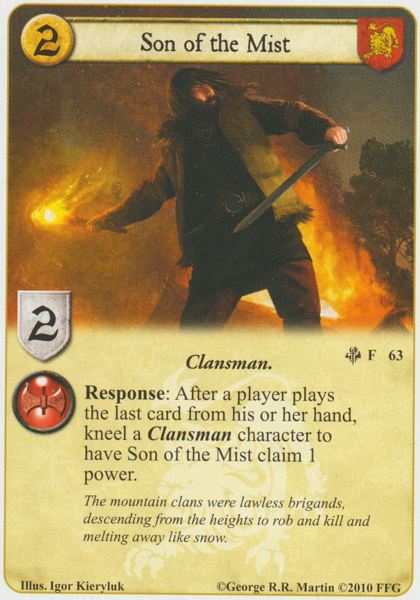 2
Son of the Mist
2
Clansman.
F 63
Response: After a player plays
the last card from his or her hand,
kneel a Clansman character to
have Son of the Mist claim 1
power.
The mountain clans were lawless brigands,
descending from the heights to rob and kill and
melting away like snow.
Illus. Igor Kieryluk
©George R.R. Martin ©2010 FFG